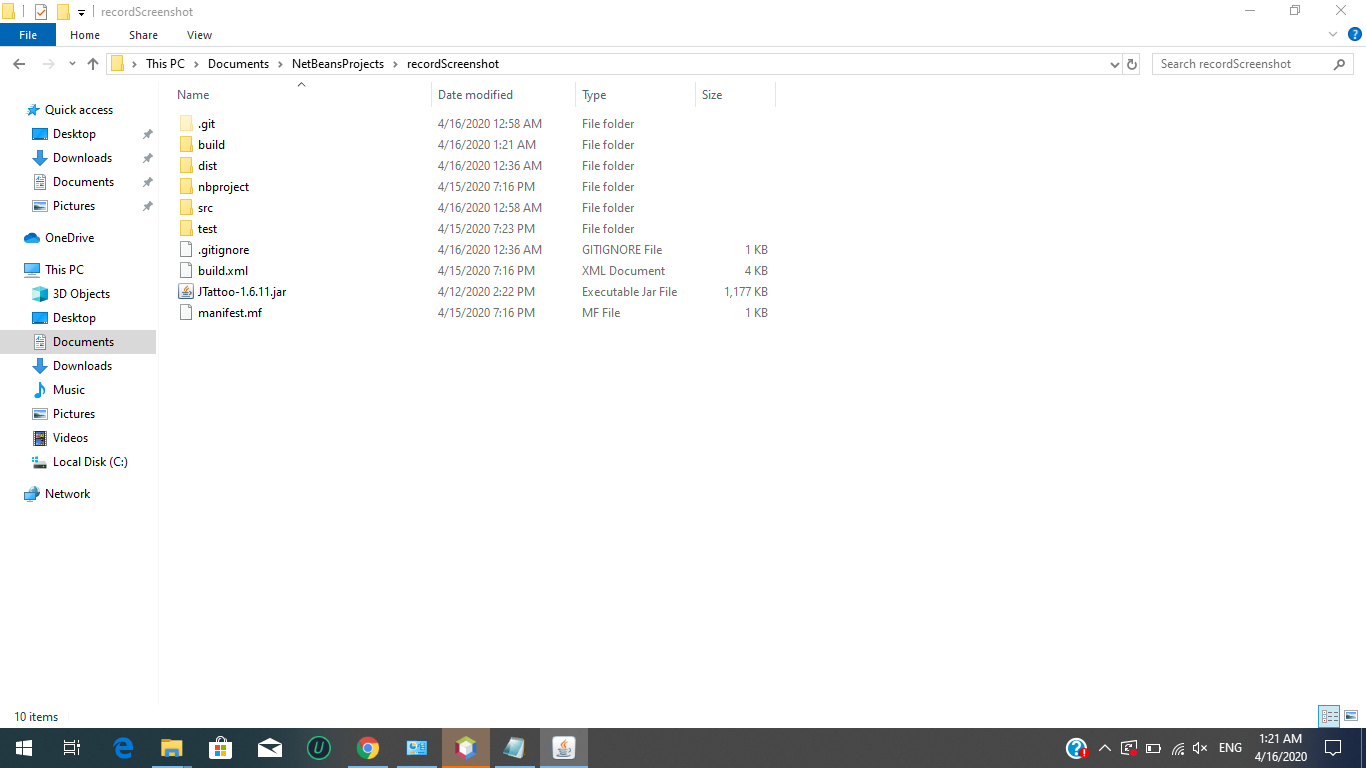 recordScreenshot
File Home Share View
This PC Documents NetBeansProjects recordScreenshot Search recordScreenshot
Name Date modified Type Size
Quick access
Desktop
Downloads
Documents
Pictures
OneDrive
This PC
3D Objects
Desktop
Documents
Downloads
Music
Pictures
Videos
Local Disk (C:)
Network
.git 4/16/2020 12:58 AM File folder
build 4/16/2020 1:21 AM File folder
dist 4/16/2020 12:36 AM File folder
nbproject 4/15/2020 7:16 PM File folder
src 4/16/2020 12:58 AM File folder
test 4/15/2020 7:23 PM File folder
.gitignore 4/16/2020 12:36 AM GITIGNORE File 1 KB
build.xml 4/15/2020 7:16 PM XML Document 4 KB
JTattoo-1.6.11.jar 4/12/2020 2:22 PM Executable Jar File 1,177 KB
manifest.mf 4/15/2020 7:16 PM MF File 1 KB
10 items
ENG
1:21 AM
4/16/2020